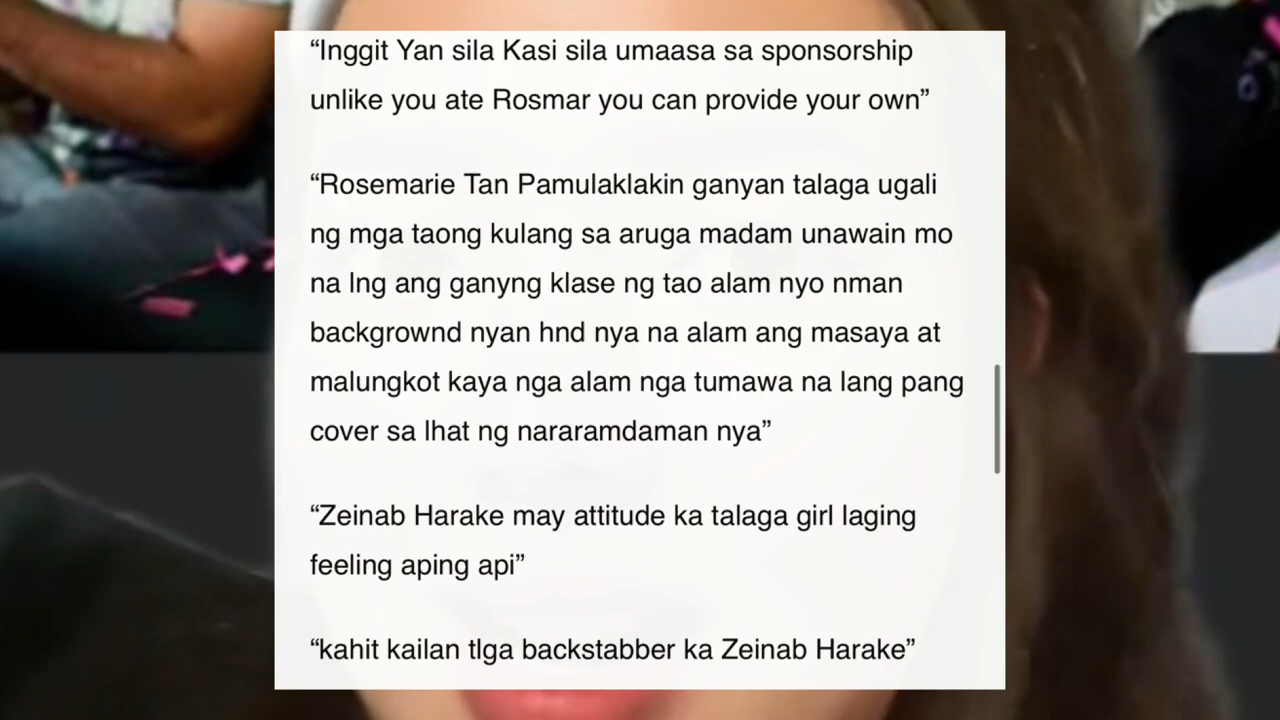 “Inggit Yan sila Kasi sila umaasa sa sponsorship
unlike you ate Rosmar you can provide your own”
“Rosemarie Tan Pamulaklakin ganyan talaga ugali
ng mga taong kulang sa aruga madam unawain mo
na lng ang ganyng klase ng tao alam nyo nman
backgrownd nyan hnd nya na alam ang masaya at
malungkot kaya nga alam nga tumawa na lang pang
cover sa lhat ng nararamdaman nya”
“Zeinab Harake may attitude ka talaga girl laging
feeling aping api”
“kahit kailan tlga backstabber ka Zeinab Harake”